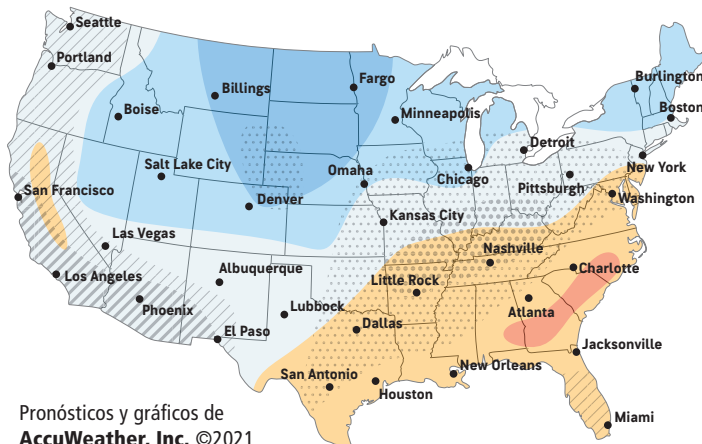 Seattle
Portland
Billings
Fargo
Burlington
Boise
Minneapolis
Boston
Detroit
Salt Lake City
Omaha
Chicago
New York
Pittsburgh
San Francisco
Denver
Washington
Kansas City
Las Vegas
Nashville
Los Angeles
Albuquerque
Little Rock
Charlotte
Phoenix
Lubbock
Atlanta
El Paso
Dallas
Jacksonville
San Antonio
New Orleans
Houston
Miami
Pronósticos y gráficos de
AccuWeather, Inc. ©2021